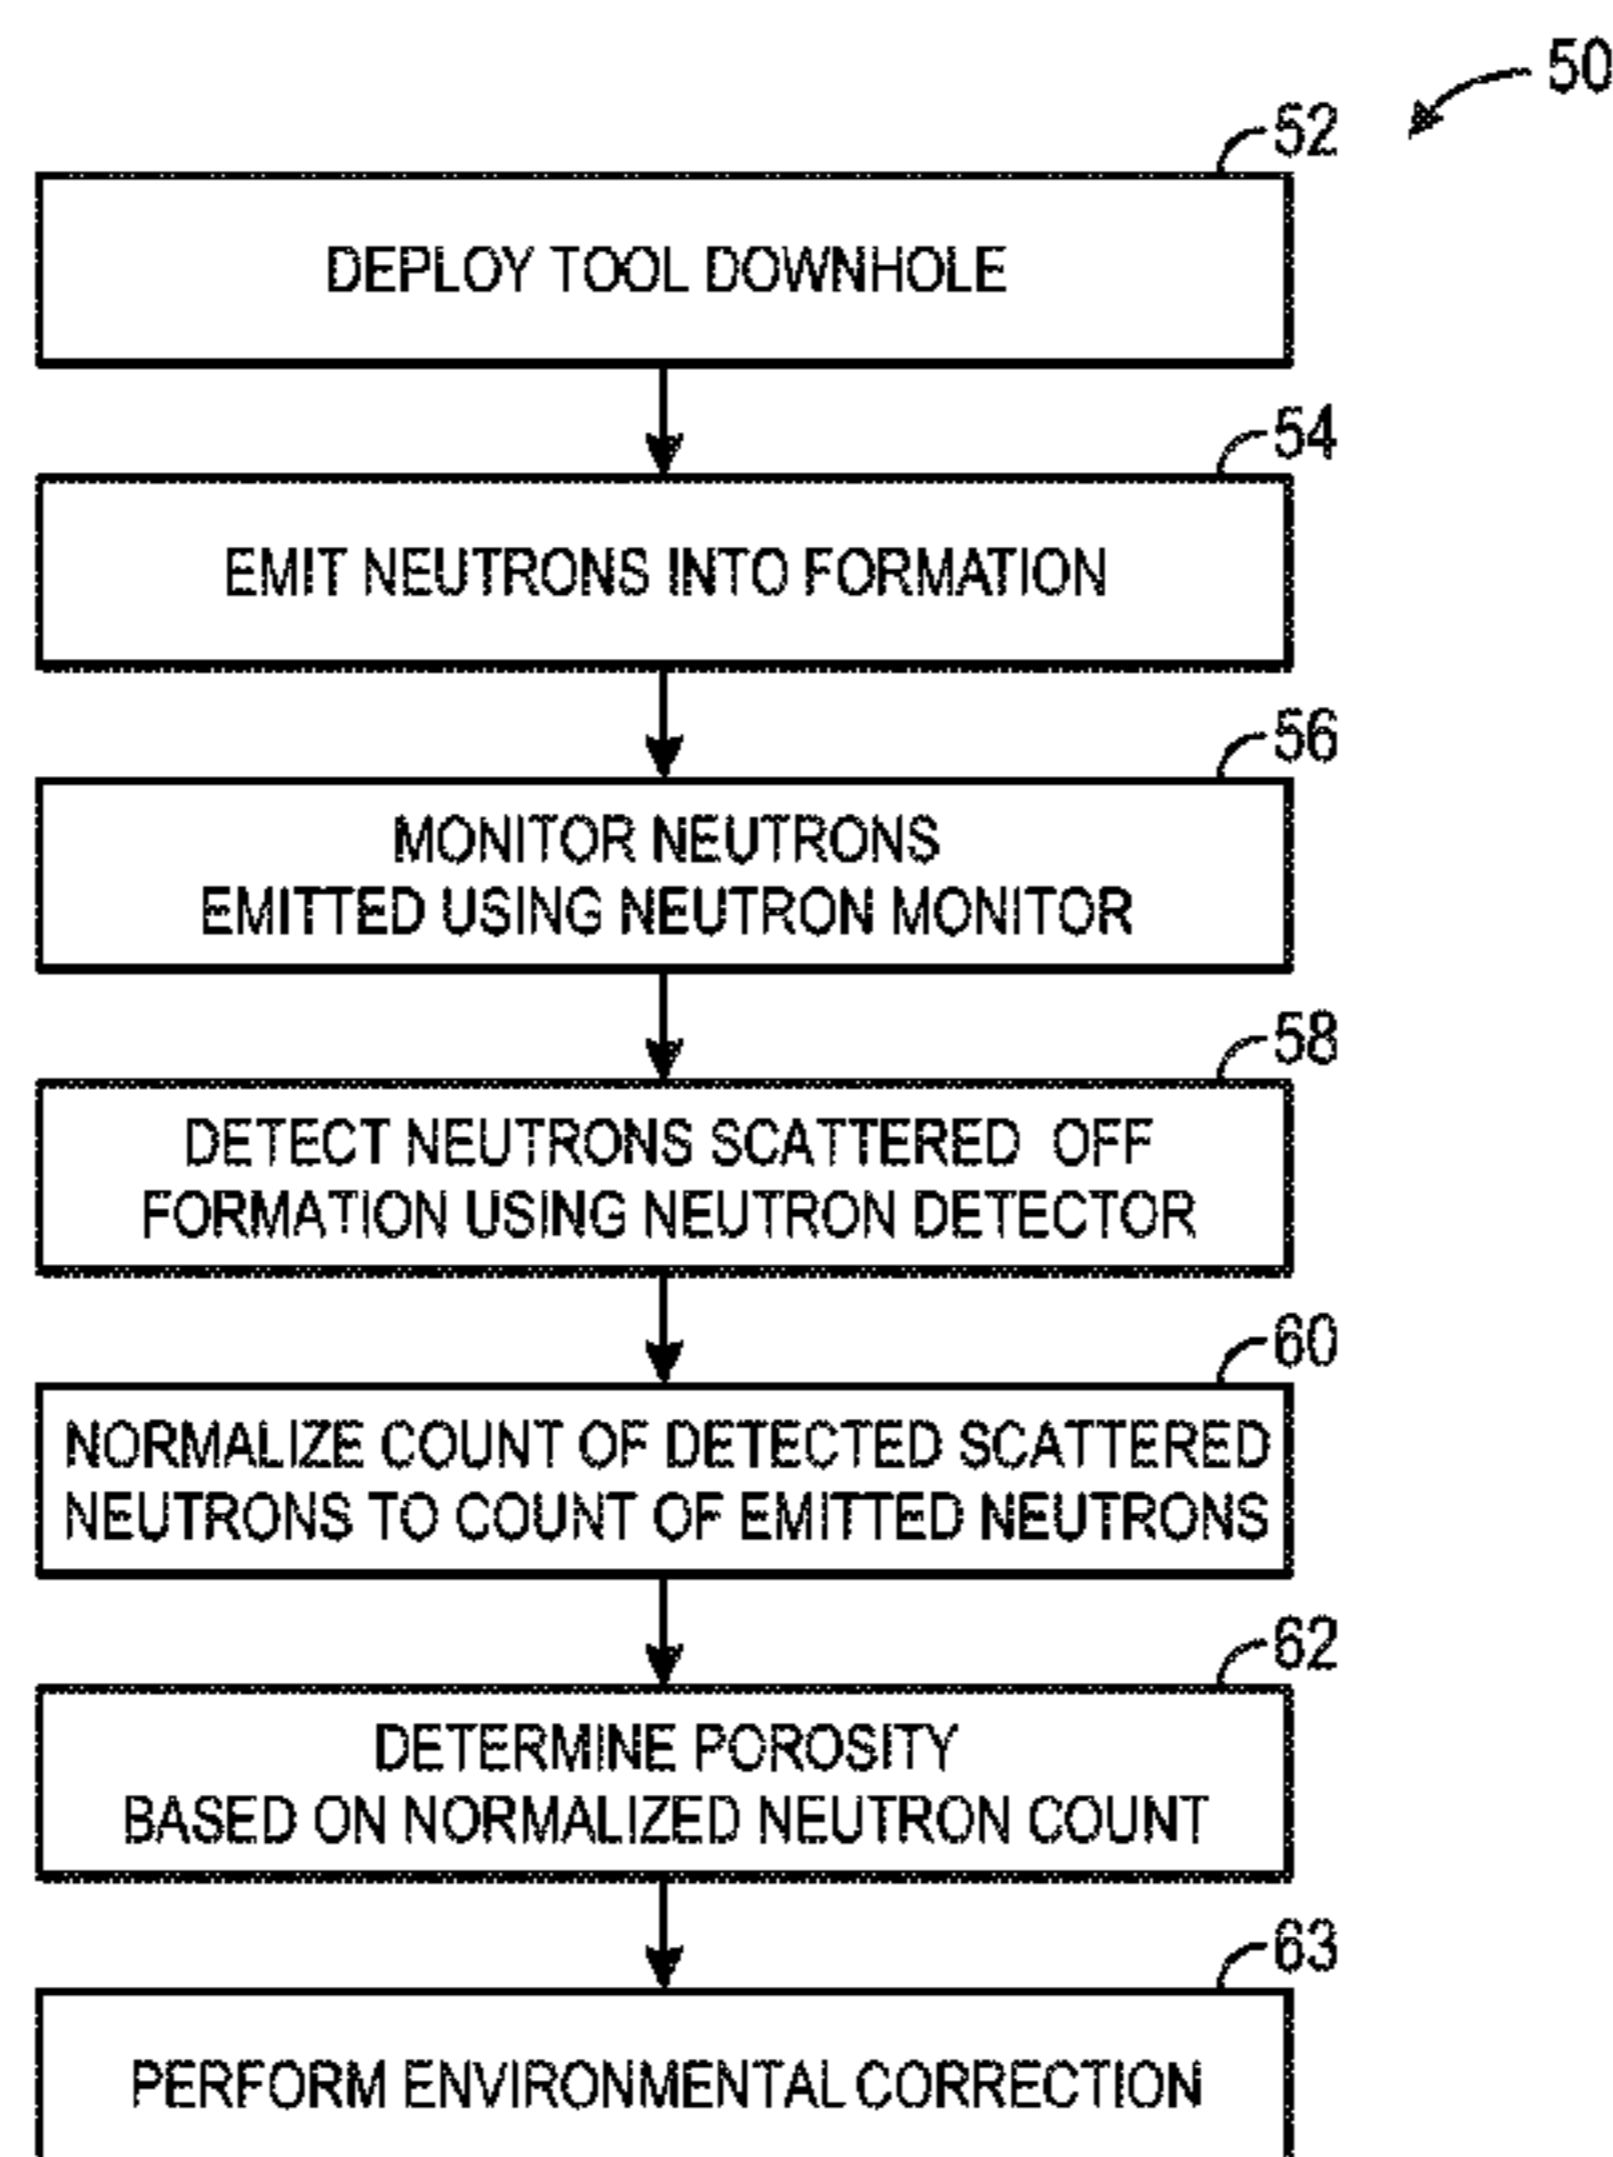 50
52
DEPLOY TOOL DOWNHOLE
54
EMIT NEUTRONS INTO FORMATION
56
MONITOR NEUTRONS
EMITTED USING NEUTRON MONITOR
58
DETECT NEUTRONS SCATTERED OFF
FORMATION USING NEUTRON DETECTOR
60
NORMALIZE COUNT OF DETECTED SCATTERED
NEUTRONS TO COUNT OF EMITTED NEUTRONS
62
DETERMINE POROSITY
BASED ON NORMALIZED NEUTRON COUNT
63
PERFORM ENVIRONMENTAL CORRECTION